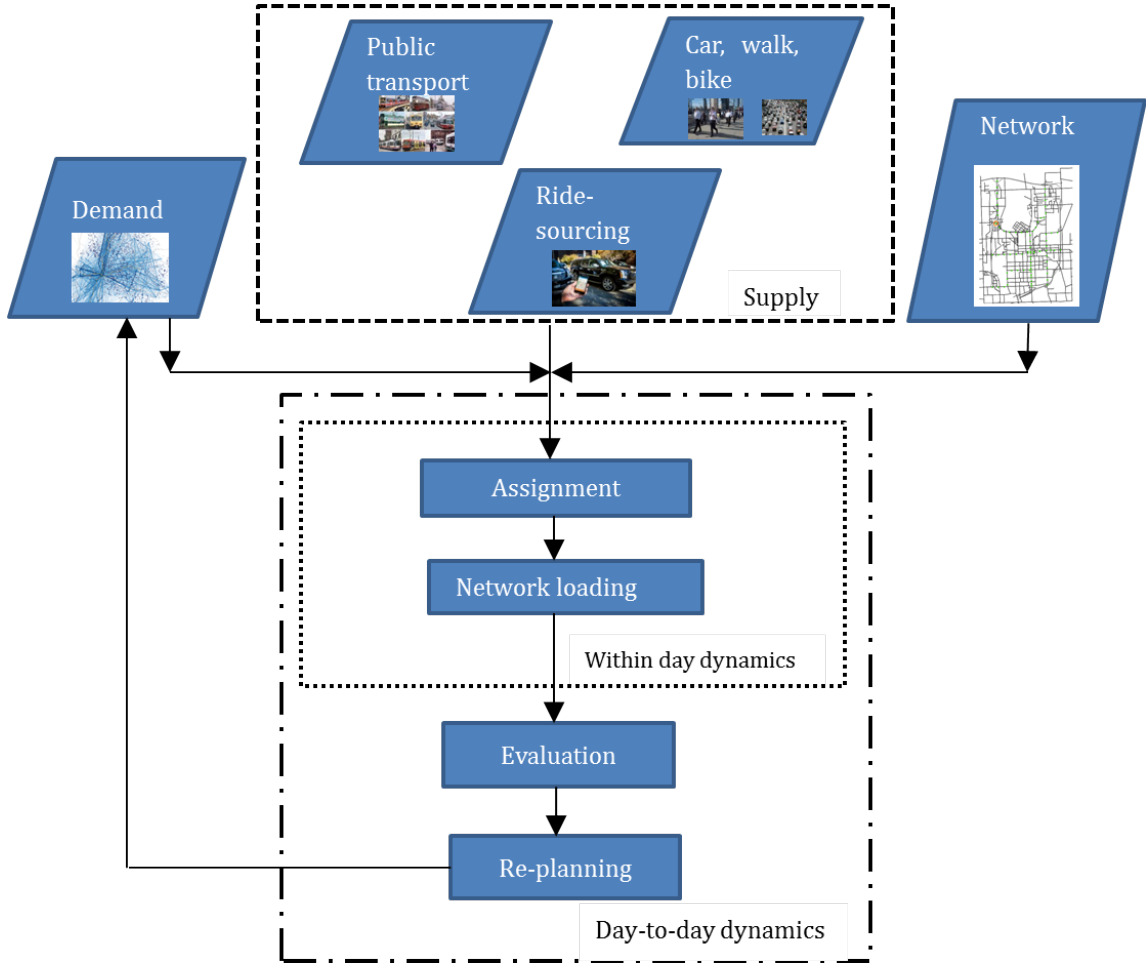 Public
transport
Car, walk,
bike
Network
Demand
Ride-
sourcing
Supply
Assignment
Network loading
Within day dynamics
Evaluation
Re-planning
Day-to-day dynamics